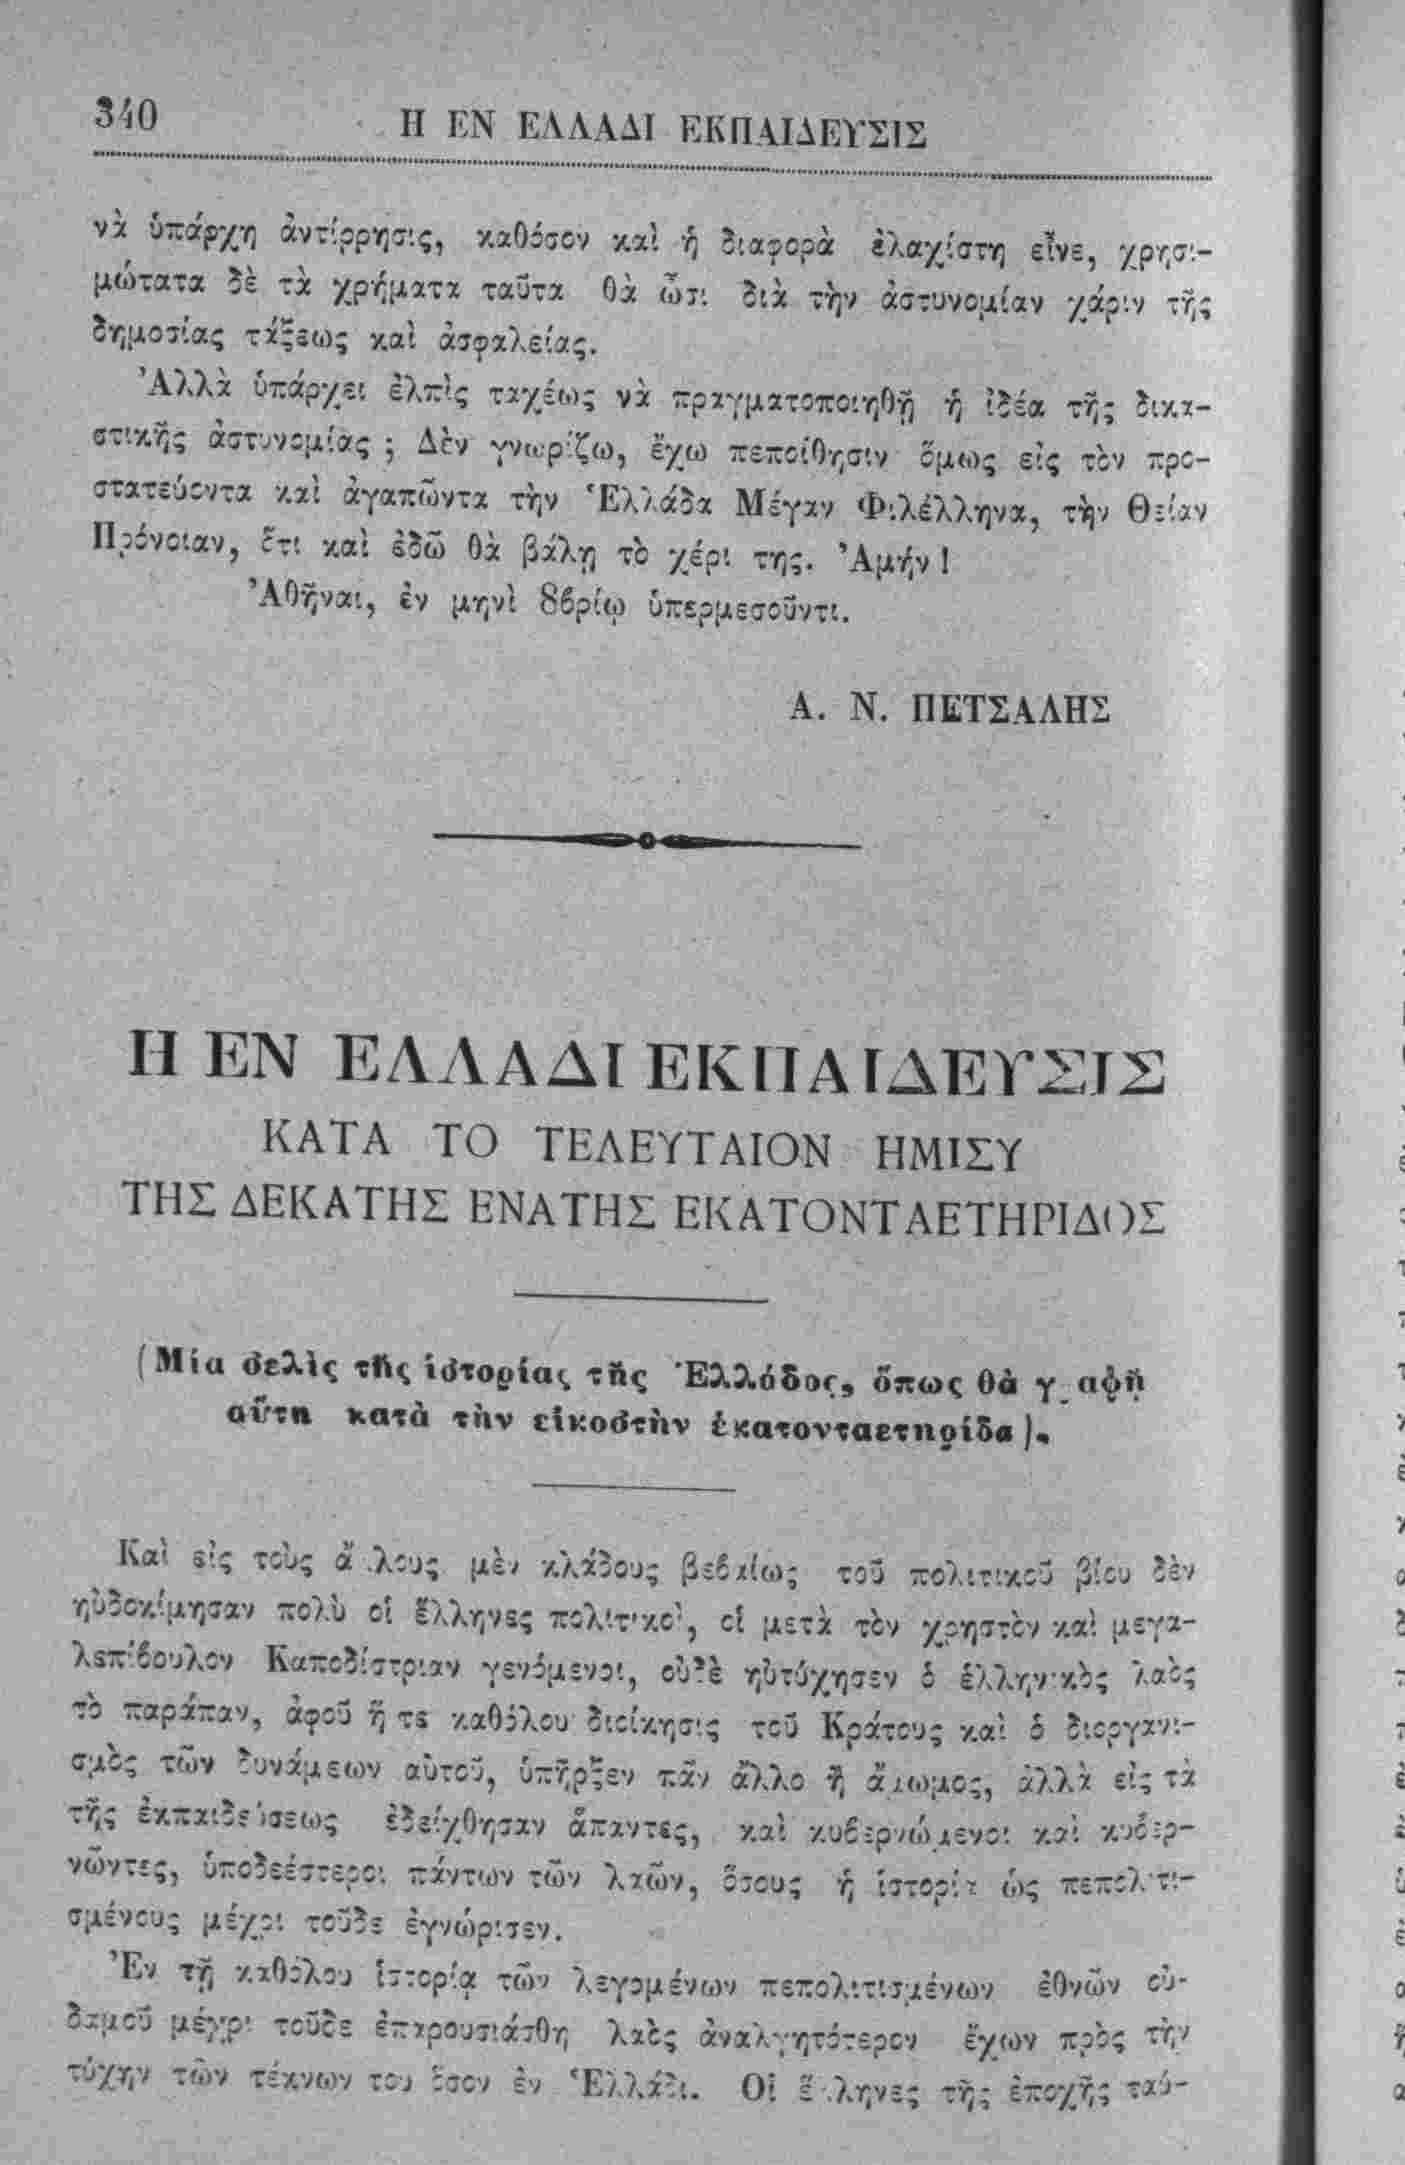 340
Η ΕΝ ΕΛΛΑΔΙ ΕΚΠΑΙΔΕΥΣΙΣ
νὰ ὑπάρχῃ ἀντίρρησις, καθόσον καὶ ἡ διαφορὰ ἐλαχίστη εἶνε, χρησι-
μώτατα δὲ τὰ χρήματα ταῦτα θὰ ὦσι διὰ τὴν ἀστυνομίαν χάριν τῆς
δημοσίας τάξεως καὶ ἀσφαλείας.
Ἀλλὰ ὑπάρχει ἐλπὶς ταχέως νὰ πραγματοποιηθῇ ἡ ἰδέα τῆς δικα-
στικῆς ἀστυνομίας ; Δὲν γνωρίζω, ἔχω πεποίθησιν ὅμως εἰς τὸν προ-
στατεύοντα καὶ ἀγαπῶντα τὴν Ἑλλάδα Μέγαν Φιλέλληνα, τὴν Θείαν
Πρόνοιαν, ὅτι καὶ ἐδῶ θὰ βάλῃ τὸ χέρι της. Ἀμήν !
Ἀθῆναι, ἐν μηνὶ 8βρίῳ ὑπερμεσοῦντι.
Α. Ν. ΠΕΤΣΑΛΗΣ
Η ΕΝ ΕΛΛΑΔΙ ΕΚΠΑΙΔΕΥΣΙΣ
ΚΑΤΑ ΤΟ ΤΕΛΕΥΤΑΙΟΝ ΗΜΙΣΥ
ΤΗΣ ΔΕΚΑΤΗΣ ΕΝΑΤΗΣ ΕΚΑΤΟΝΤΑΕΤΗΡΙΔΟΣ
(Μία σελὶς τῆς ἱστορίας τῆς Ἑλλάδος, ὅπως θὰ γραφῇ
αὕτη κατὰ τὴν εἰκοστὴν ἑκατονταετηρίδα).
Καὶ εἰς τοὺς ἄλλους μὲν κλάδους βεβαίως τοῦ πολιτικοῦ βίου δὲν
ηὐδοκίμησαν πολὺ οἱ ἕλληνες πολιτικοί, οἱ μετὰ τὸν χρηστὸν καὶ μεγα-
λεπίβουλον Καποδίστριαν γενόμενοι, οὐδὲ ηὐτύχησεν ὁ ἑλληνικὸς λαὸς
τὸ παράπαν, ἀφοῦ ἥ τε καθόλου διοίκησις τοῦ Κράτους καὶ ὁ διοργανι-
σμὸς τῶν δυνάμεων αὐτοῦ, ὑπῆρξεν πᾶν ἄλλο ἢ ἄμωμος, ἀλλὰ εἰς τὰ
τῆς ἐκπαιδεύσεως ἐδείχθησαν ἅπαντες, καὶ κυβερνώμενοι καὶ κυβερ-
νῶντες, ὑποδεέστεροι πάντων τῶν λαῶν, ὅσους ἡ ἱστορία ὡς πεπολιτι-
σμένους μέχρι τοῦδε ἐγνώρισεν.
Ἐν τῇ καθόλου ἱστορίᾳ τῶν λεγομένων πεπολιτισμένων ἐθνῶν οὐ-
δαμοῦ μέχρι τοῦδε ἐπαρουσιάσθη λαὸς ἀναλγητότερον ἔχων πρὸς τὴν
τύχην τῶν τέκνων του ὅσον ἐν Ἑλλάδι. Οἱ ἕλληνες τῆς ἐποχῆς ταύ-